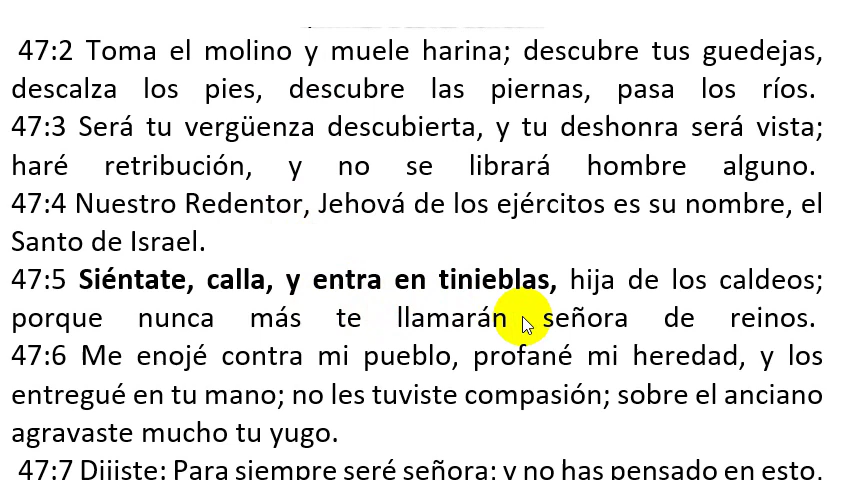 47:2 Toma el molino y muele harina; descubre tus guedejas,
descalza los pies, descubre las piernas, pasa los ríos.
47:3 Será tu vergüenza descubierta, y tu deshonra será vista;
haré retribución, y no se librará hombre alguno.
47:4 Nuestro Redentor, Jehová de los ejércitos es su nombre, el
Santo de Israel.
47:5 Siéntate, calla, y entra en tinieblas, hija de los caldeos;
porque nunca más te llamarán señora de reinos.
47:6 Me enojé contra mi pueblo, profané mi heredad, y los
entregué en tu mano; no les tuviste compasión; sobre el anciano
agravaste mucho tu yugo.
47:7 Dijiste: Para siempre seré señora; y no has pensado en esto,